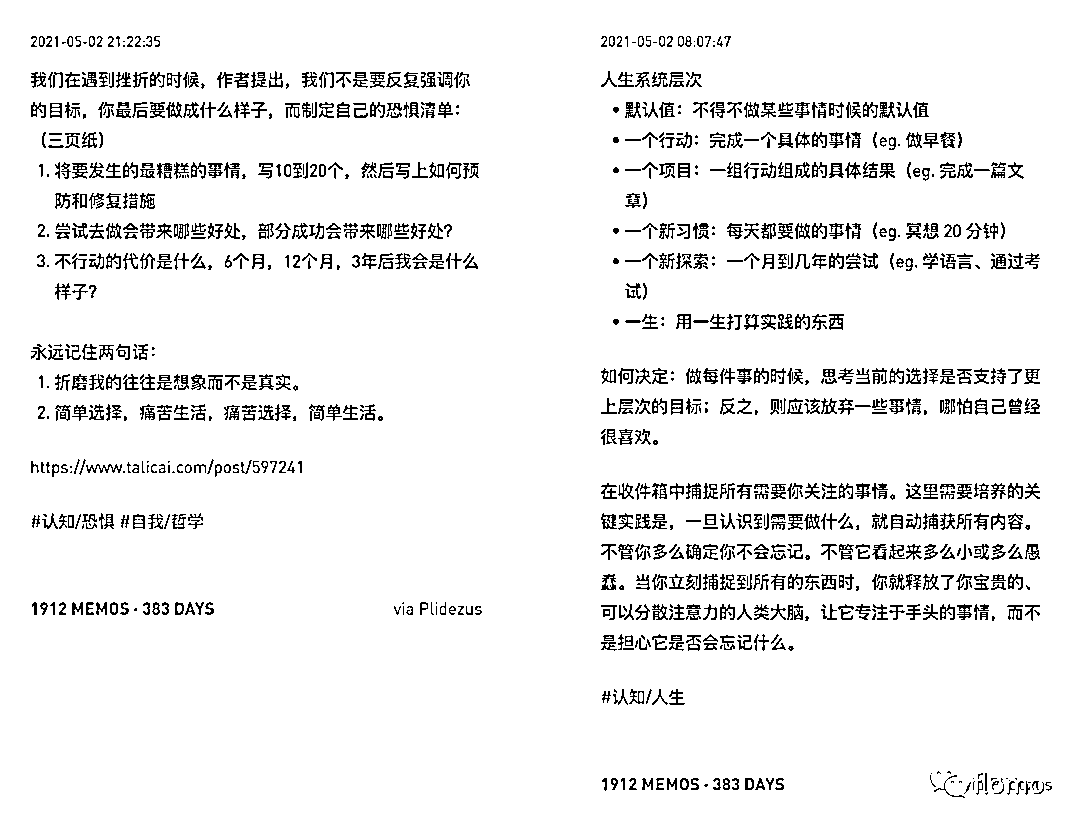 2021-05-02 21:22:35
我们在遇到挫折的时候，作者提出，我们不是要反复强调你
的目标，你最后要做成什么样子，而制定自己的恐惧清单：
（三页纸）
1. 将要发生的最糟糕的事情，写10到20个，然后写上如何预
防和修复措施
2. 尝试去做会带来哪些好处，部分成功会带来哪些好处？
3. 不行动的代价是什么，6个月，12个月，3年后我会是什么
样子？
永远记住两句话：
1. 折磨我的往往是想象而不是真实。
2. 简单选择，痛苦生活，痛苦选择，简单生活。
https://www.talicai.com/post/597241
#认知/恐惧 #自我/哲学
1912 MEMOS · 383 DAYS
via Plidezus
2021-05-02 08:07:47
人生系统层次
• 默认值：不得不做某些事情时候的默认值
• 一个行动：完成一个具体的事情（eg. 做早餐）
• 一个项目：一组行动组成的具体结果（eg. 完成一篇文
章）
• 一个新习惯：每天都要做的事情（eg. 冥想 20 分钟）
• 一个新探索：一个月到几年的尝试（eg. 学语言、通过考
试）
• 一生：用一生打算实践的东西
如何决定：做每件事的时候，思考当前的选择是否支持了更
上层次的目标；反之，则应该放弃一些事情，哪怕自己曾经
很喜欢。
在收件箱中捕捉所有需要你关注的事情。这里需要培养的关
键实践是，一旦认识到需要做什么，就自动捕获所有内容。
不管你多么确定你不会忘记。不管它看起来多么小或多么愚
蠢。当你立刻捕捉到所有的东西时，你就释放了你宝贵的、
可以分散注意力的人类大脑，让它专注于手头的事情，而不
是担心它是否会忘记什么。
#认知/人生
1912 MEMOS · 383 DAYS
flomo